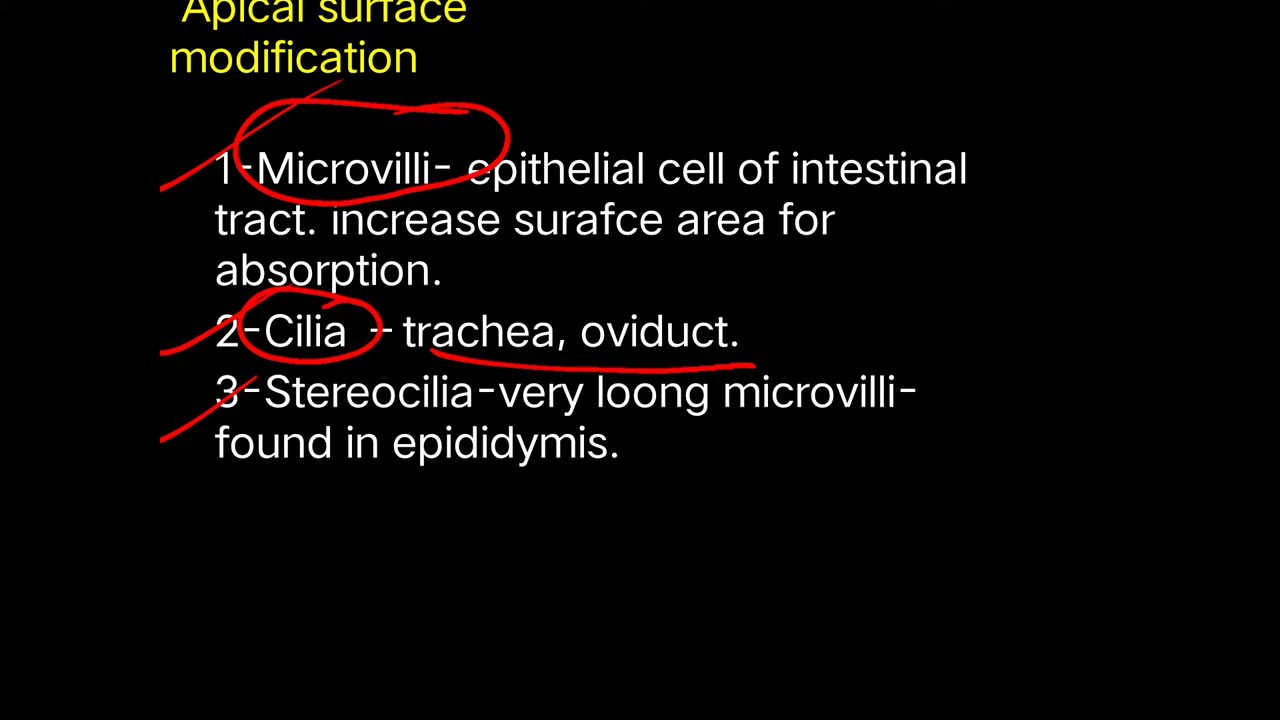 Apical surface
modification
1-Microvilli- epithelial cell of intestinal
tract. increase surafce area for
absorption.
2-Cilia - trachea, oviduct.
3-Stereocilia-very loong microvilli-
found in epididymis.